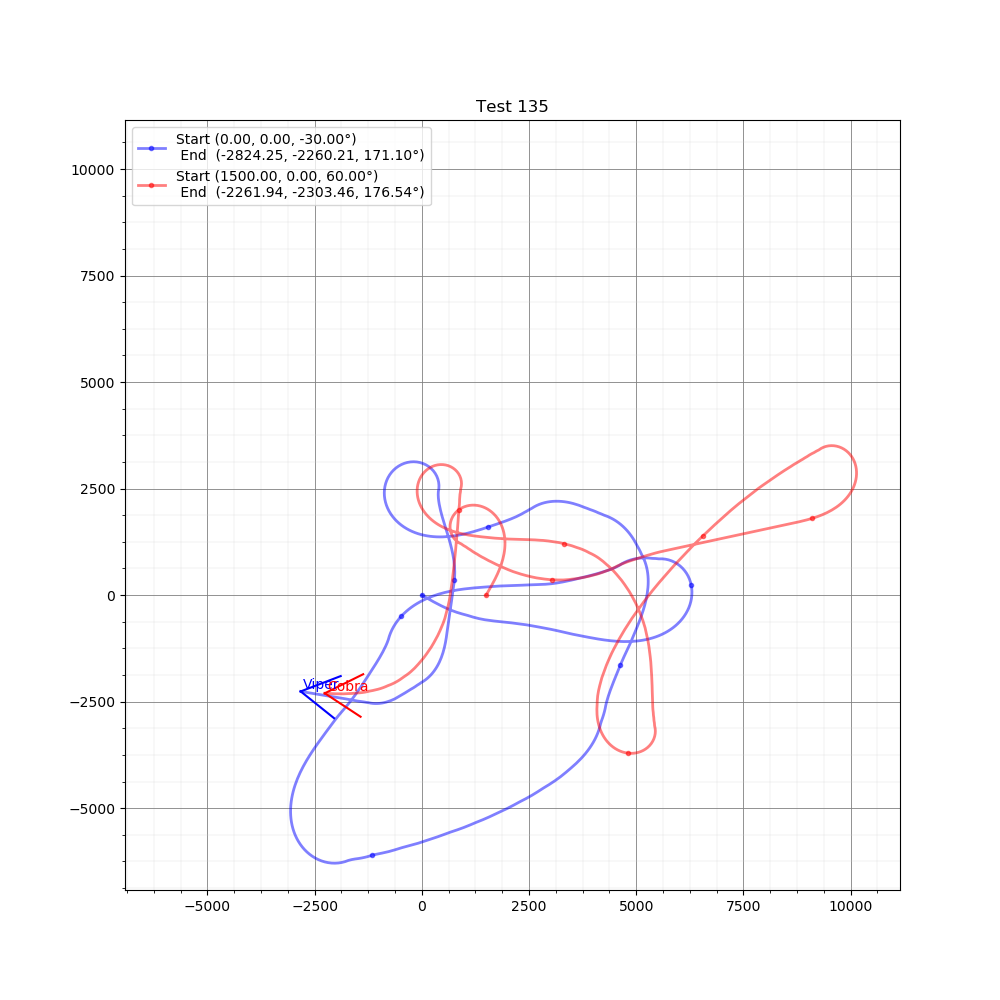 Test 135
Start (0.00, 0.00, -30.00°)
End (-2824.25, -2260.21, 171.10°)
Start (1500.00, 0.00, 60.00°)
End (-2261.94, -2303.46, 176.54°)
10000
7500
5000
2500
0
−2500
−5000
Viper
Cobra
−5000
−2500
0
2500
5000
7500
10000